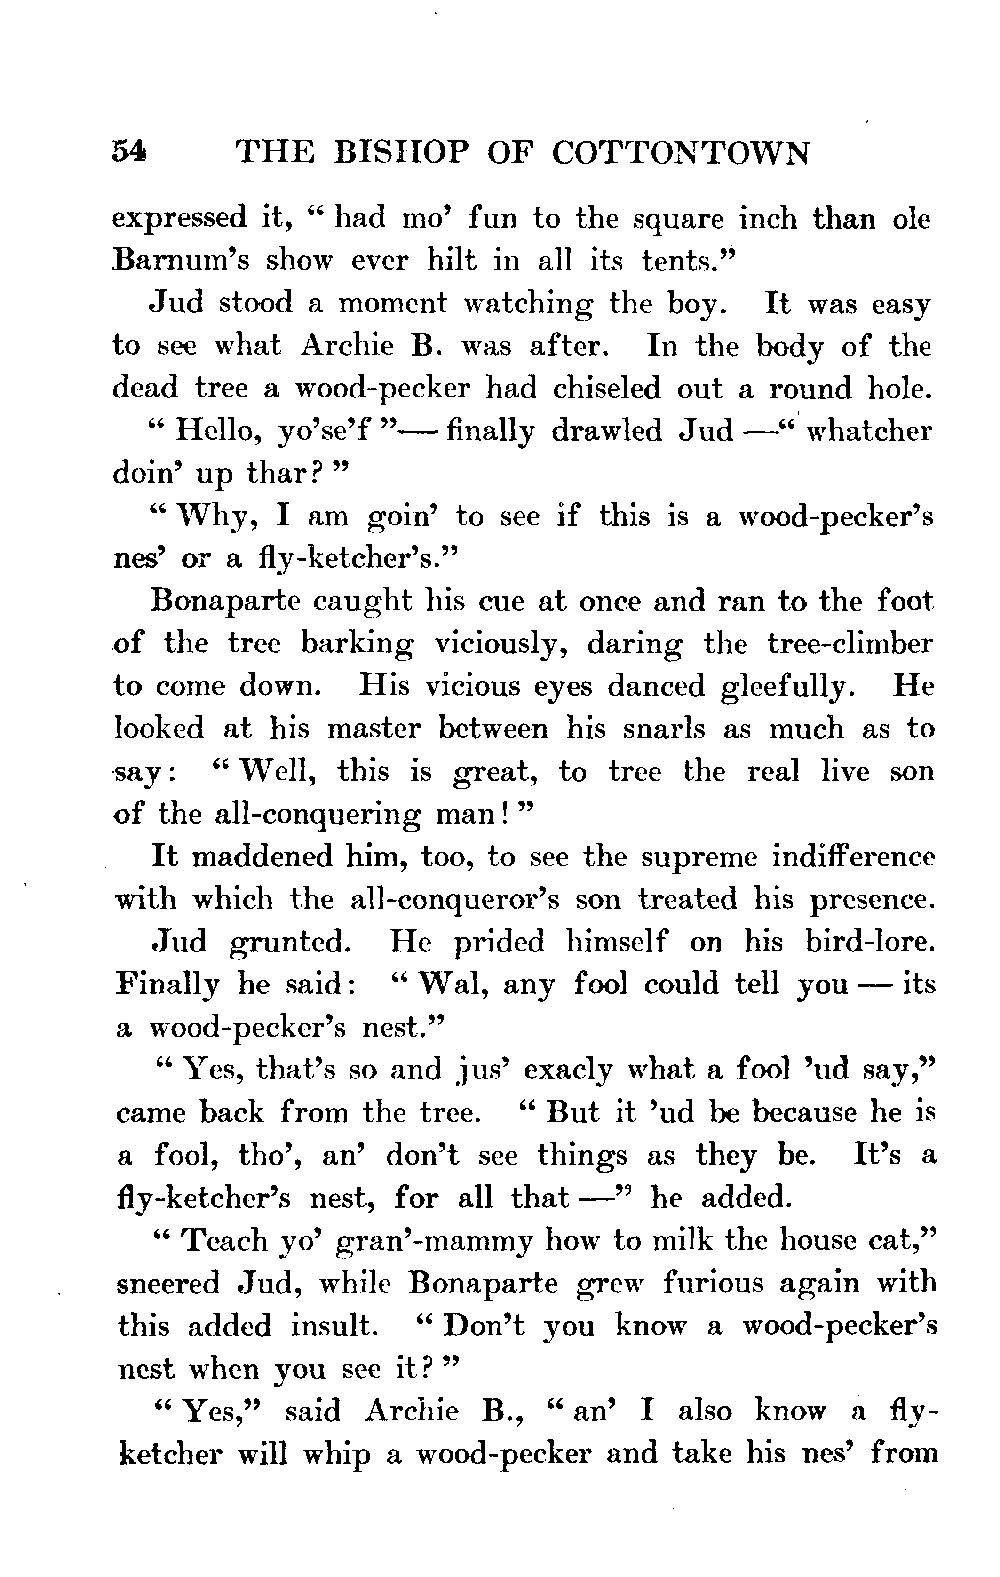 54 THE BISHOP OF COTTONTOWN
expressed it, “ had mo’ fun to the square inch than ole
Barnum’s show ever hilt in all its tents.”
Jud stood a moment watching the boy. It was easy
to see what Archie B. was after. In the body of the
dead tree a wood-pecker had chiseled out a round hole.
“ Hello, yo’se’f ”— finally drawled Jud —“ whatcher
doin’ up thar? ”
“ Why, I am goin’ to see if this is a wood-pecker’s
nes’ or a fly-ketcher’s.”
Bonaparte caught his cue at once and ran to the foot
of the tree barking viciously, daring the tree-climber
to come down. His vicious eyes danced gleefully. He
looked at his master between his snarls as much as to
say: “ Well, this is great, to tree the real live son
of the all-conquering man! ”
It maddened him, too, to see the supreme indifference
with which the all-conqueror’s son treated his presence.
Jud grunted. He prided himself on his bird-lore.
Finally he said: “ Wal, any fool could tell you — its
a wood-pecker’s nest.”
“ Yes, that’s so and jus’ exacly what a fool ’ud say,”
came back from the tree. “ But it ’ud be because he is
a fool, tho’, an’ don’t see things as they be. It’s a
fly-ketcher’s nest, for all that —” he added.
“ Teach yo’ gran’-mammy how to milk the house cat,”
sneered Jud, while Bonaparte grew furious again with
this added insult. “ Don’t you know a wood-pecker’s
nest when you see it? ”
“ Yes,” said Archie B., “ an’ I also know a fly-
ketcher will whip a wood-pecker and take his nes’ from